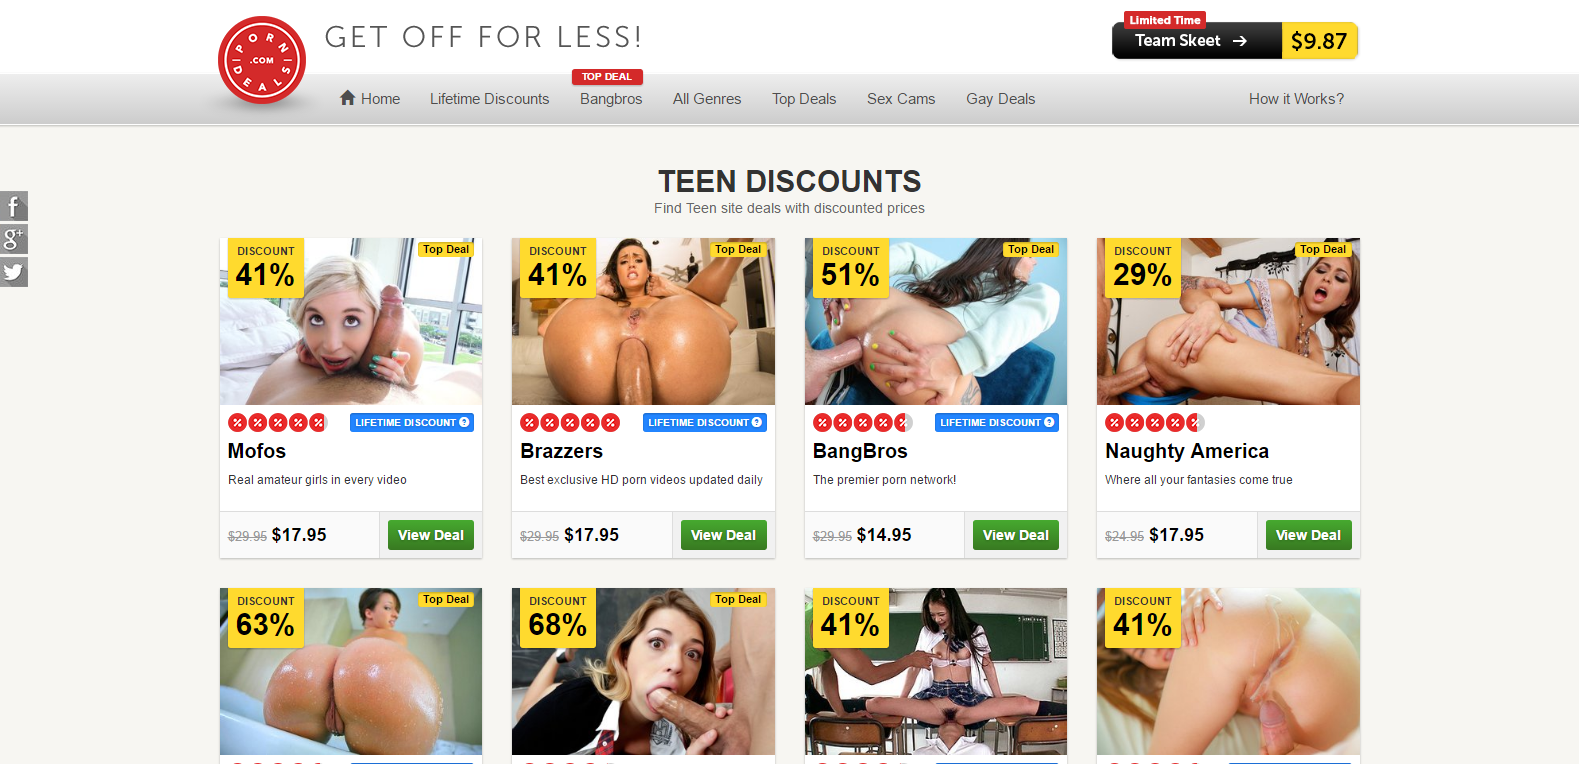 PORN
.COM
DEALS
GET OFF FOR LESS!
Limited Time
Team Skeet → $9.87
TOP DEAL
Home Lifetime Discounts Bangbros All Genres Top Deals Sex Cams Gay Deals How it Works?
TEEN DISCOUNTS
Find Teen site deals with discounted prices
f
g+
DISCOUNT
41%
Top Deal
DISCOUNT
41%
Top Deal
DISCOUNT
51%
Top Deal
DISCOUNT
29%
Top Deal
LIFETIME DISCOUNT ?
LIFETIME DISCOUNT ?
LIFETIME DISCOUNT ?
Mofos
Brazzers
BangBros
Naughty America
Real amateur girls in every video
Best exclusive HD porn videos updated daily
The premier porn network!
Where all your fantasies come true
$29.95 $17.95 View Deal
$29.95 $17.95 View Deal
$29.95 $14.95 View Deal
$24.95 $17.95 View Deal
DISCOUNT
63%
Top Deal
DISCOUNT
68%
Top Deal
DISCOUNT
41%
DISCOUNT
41%